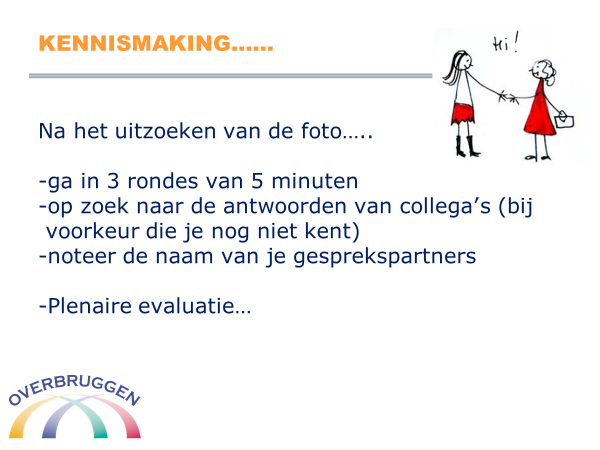 KENNISMAKING……
Hi!
Na het uitzoeken van de foto…..
-ga in 3 rondes van 5 minuten
-op zoek naar de antwoorden van collega’s (bij
voorkeur die je nog niet kent)
-noteer de naam van je gesprekspartners
-Plenaire evaluatie…
OVERBRUGGEN